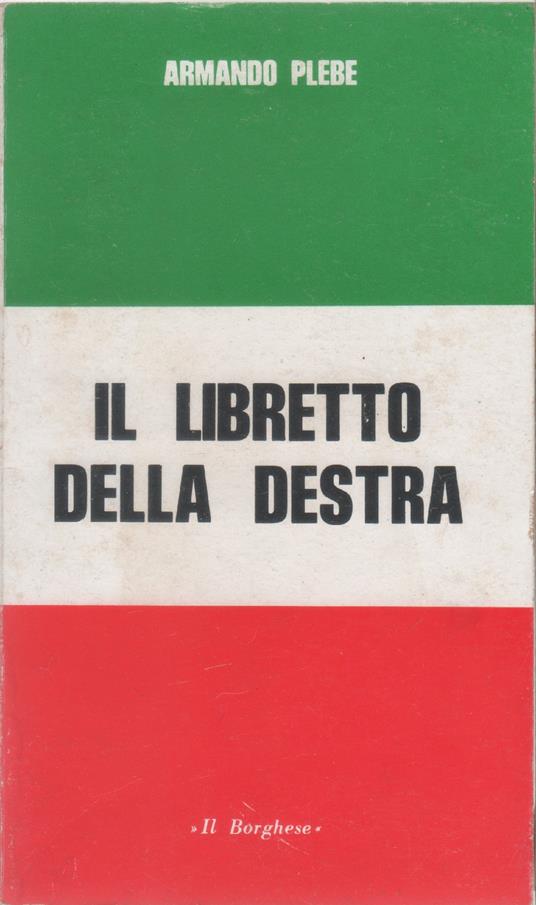 ARMANDO PLEBE
IL LIBRETTO
DELLA DESTRA
»Il Borghese«